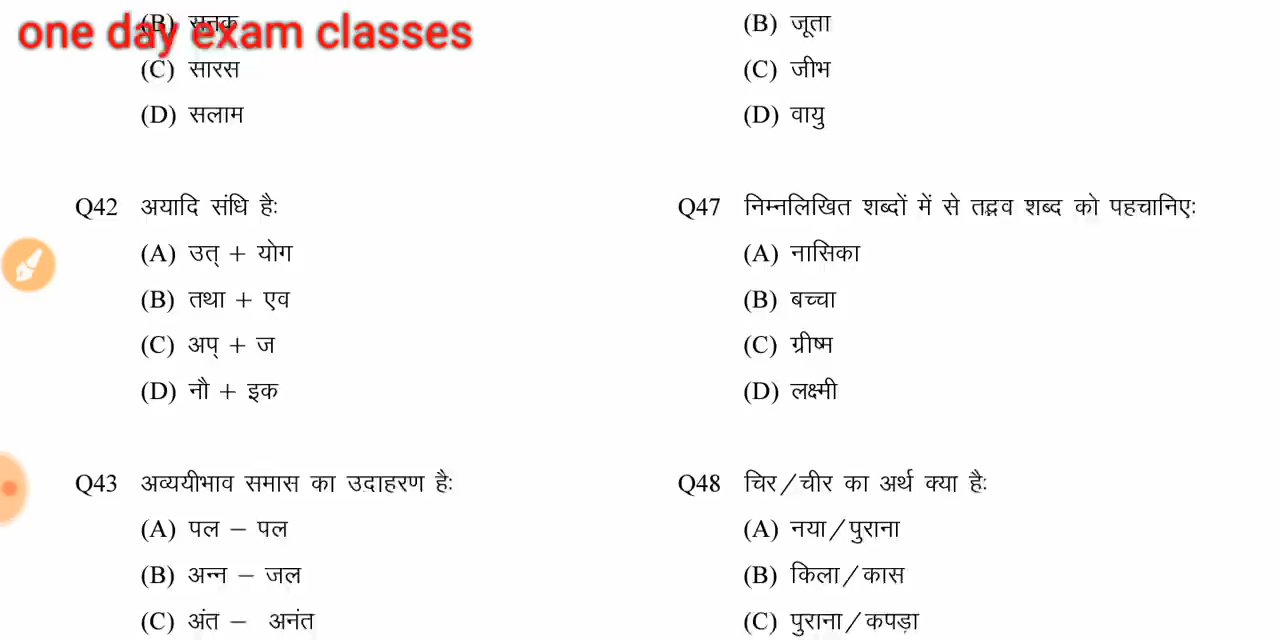 one day exam classes
(B) सनक
(C) सारस
(D) सलाम
Q42 अयादि संधि है:
(A) उत् + योग
(B) तथा + एव
(C) अप् + ज
(D) नौ + इक
Q43 अव्ययीभाव समास का उदाहरण है:
(A) पल – पल
(B) अन्न – जल
(C) अंत – अनंत
(B) जूता
(C) जीभ
(D) वायु
Q47 निम्नलिखित शब्दों में से तद्भव शब्द को पहचानिए:
(A) नासिका
(B) बच्चा
(C) ग्रीष्म
(D) लक्ष्मी
Q48 चिर/चीर का अर्थ क्या है:
(A) नया/पुराना
(B) किला/कास
(C) पुराना/कपड़ा